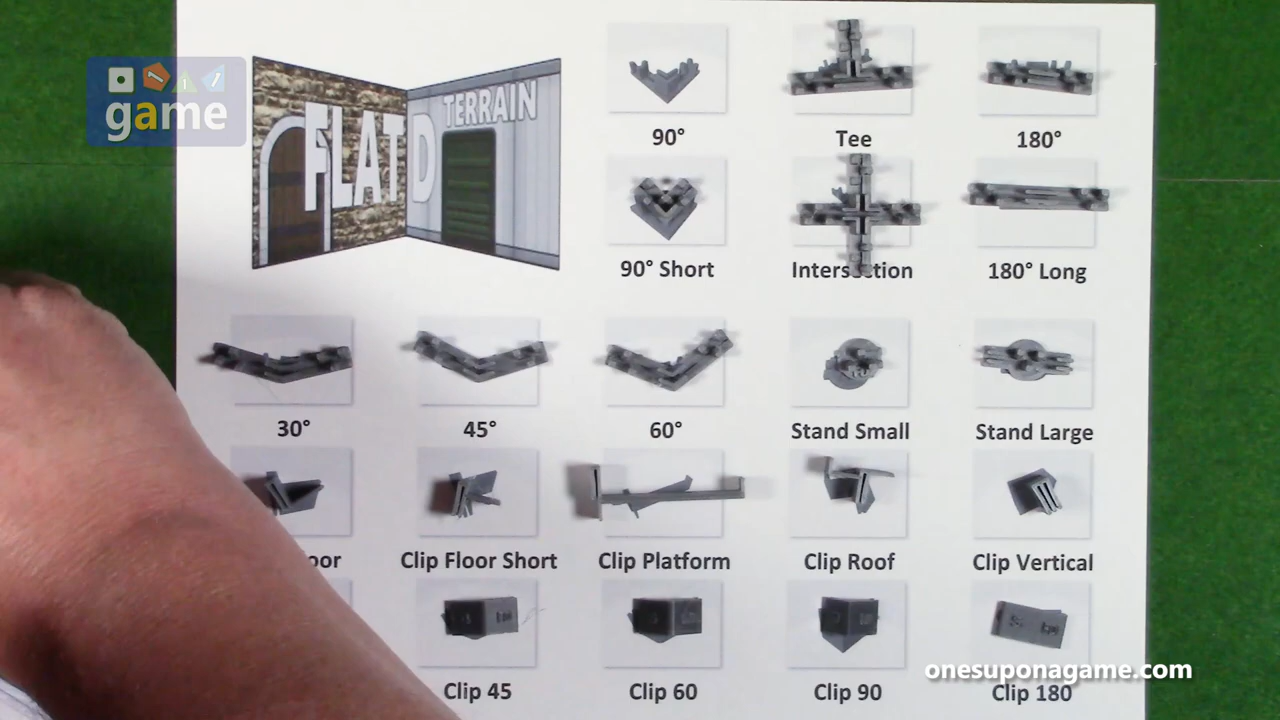 game
FLAT D
TERRAIN
90°
Tee
180°
90° Short
Intersection
180° Long
30°
45°
60°
Stand Small
Stand Large
oor
Clip Floor Short
Clip Platform
Clip Roof
Clip Vertical
Clip 45
Clip 60
Clip 90
Clip 180
onesuponagame.com